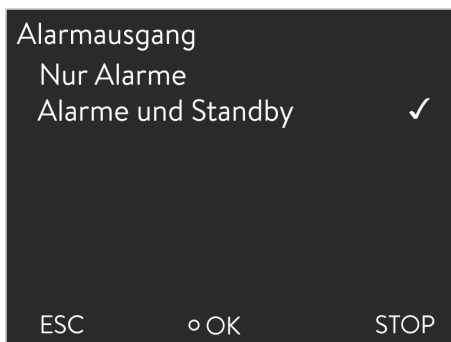 Alarmausgang
Nur Alarme
Alarme und Standby ✓
ESC ○ OK STOP